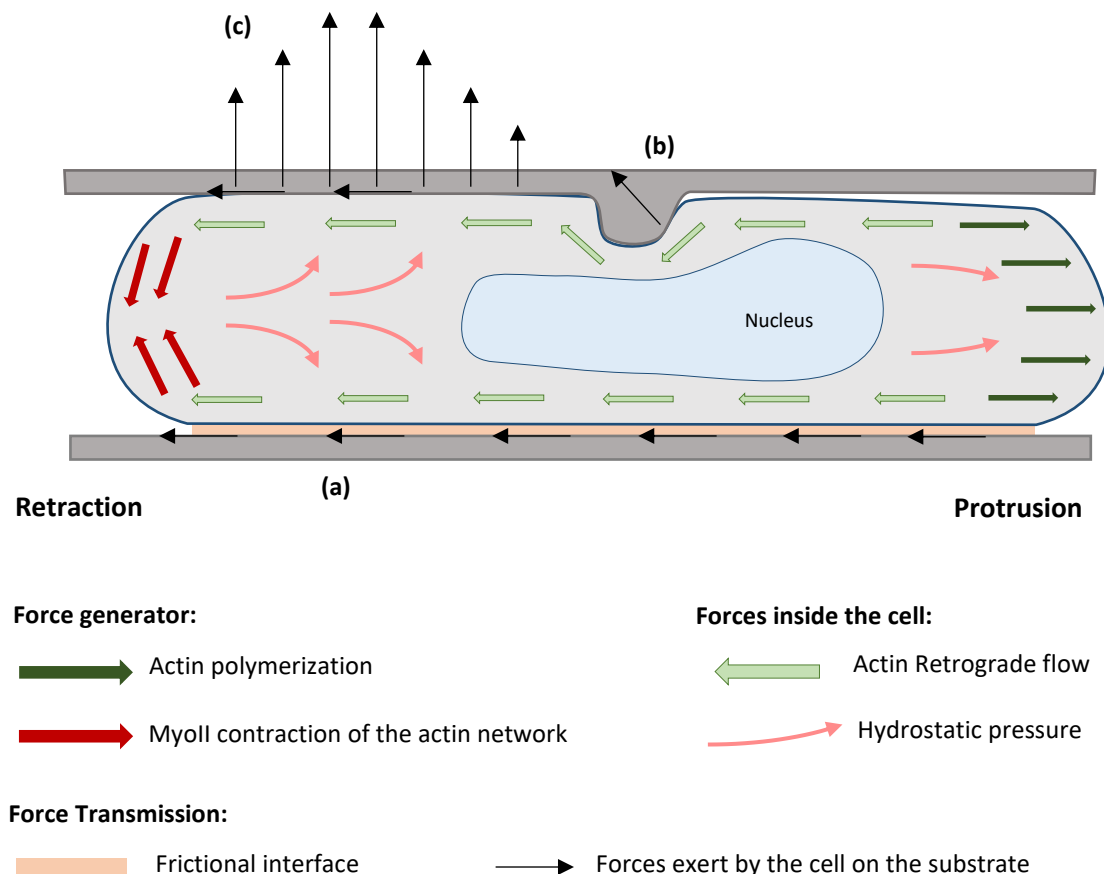 (c)
(b)
Nucleus
(a)
Retraction
Protrusion
Force generator:
Forces inside the cell:
Actin polymerization
Actin Retrograde flow
MyoII contraction of the actin network
Hydrostatic pressure
Force Transmission:
Frictional interface
Forces exert by the cell on the substrate